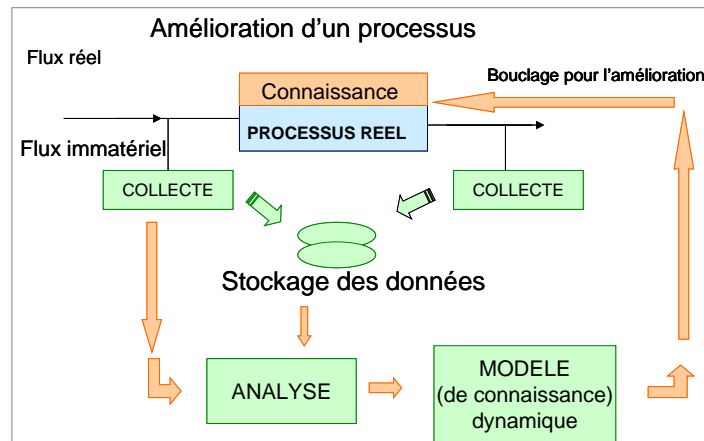 Amélioration d'un processus
Flux réel
Bouclage pour l'amélioration
Connaissance
PROCESSUS REEL
Flux immatériel
COLLECTE
COLLECTE
Stockage des données
ANALYSE
MODELE
(de connaissance)
dynamique